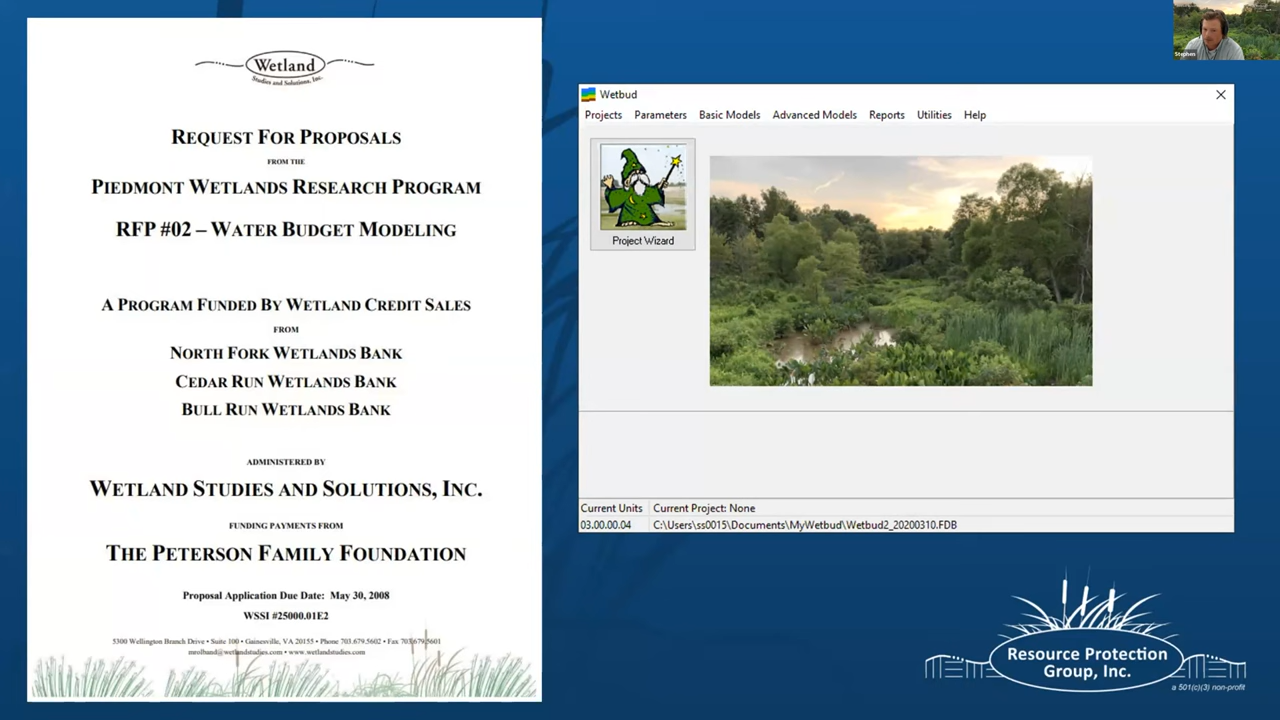 Wetland
Studies and Solutions, Inc.
REQUEST FOR PROPOSALS
FROM THE
PIEDMONT WETLANDS RESEARCH PROGRAM
RFP #02 – WATER BUDGET MODELING
A PROGRAM FUNDED BY WETLAND CREDIT SALES
FROM
NORTH FORK WETLANDS BANK
CEDAR RUN WETLANDS BANK
BULL RUN WETLANDS BANK
ADMINISTERED BY
WETLAND STUDIES AND SOLUTIONS, INC.
FUNDING PAYMENTS FROM
THE PETERSON FAMILY FOUNDATION
Proposal Application Due Date: May 30, 2008
WSSI #25000.01E2
5300 Wellington Branch Drive • Suite 100 • Gainesville, VA 20155 • Phone 703.679.5602 • Fax 703.679.5601
mrolband@wetlandstudies.com • www.wetlandstudies.com
Stephen
Wetbud
Projects Parameters Basic Models Advanced Models Reports Utilities Help
Project Wizard
Current Units Current Project: None
03.00.00.04 C:\Users\ss0015\Documents\MyWetbud\Wetbud2_20200310.FDB
Resource Protection
Group, Inc.
a 501(c)(3) non-profit